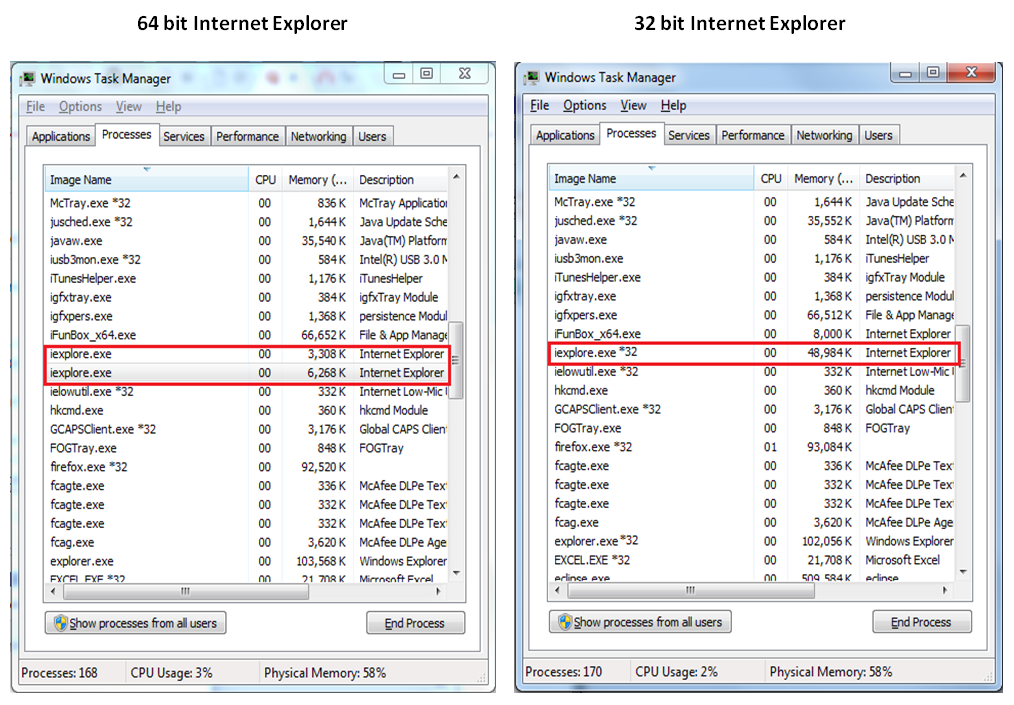 64 bit Internet Explorer
Windows Task Manager
File Options View Help
Applications Processes Services Performance Networking Users
Image Name CPU Memory (... Description
McTray.exe *32 00 836 K McTray Application
jusched.exe *32 00 1,644 K Java Update Sche
javaw.exe 00 35,540 K Java(TM) Platform
iusb3mon.exe *32 00 584 K Intel(R) USB 3.0 M
iTunesHelper.exe 00 1,176 K iTunesHelper
igfxtray.exe 00 384 K igfxTray Module
igfxpers.exe 00 1,368 K persistence Modul
iFunBox_x64.exe 00 66,652 K File & App Manage
iexplore.exe 00 3,308 K Internet Explorer
iexplore.exe 00 6,268 K Internet Explorer
ielowutil.exe *32 00 332 K Internet Low-Mic
hkcmd.exe 00 360 K hkcmd Module
GCAPSClient.exe *32 00 3,176 K Global CAPS Clien
FOGTray.exe 00 848 K FOGTray
firefox.exe *32 00 92,520 K
fcagte.exe 00 336 K McAfee DLPe Tex
fcagte.exe 00 332 K McAfee DLPe Tex
fcagte.exe 00 332 K McAfee DLPe Tex
fcag.exe 00 3,620 K McAfee DLPe Age
explorer.exe 00 103,568 K Windows Explorer
EXCEL.EXE *32 00 21,708 K Microsoft Excel
Show processes from all users End Process
Processes: 168 CPU Usage: 3% Physical Memory: 58%
32 bit Internet Explorer
Windows Task Manager
File Options View Help
Applications Processes Services Performance Networking Users
Image Name CPU Memory (... Description
McTray.exe *32 00 1,644 K Java Update Sche
jusched.exe *32 00 35,552 K Java(TM) Platform
javaw.exe 00 584 K Intel(R) USB 3.0 M
iusb3mon.exe 00 1,176 K iTunesHelper
iTunesHelper.exe *32 00 384 K igfxTray Module
igfxtray.exe 00 1,368 K persistence Modul
igfxpers.exe 00 66,512 K File & App Manage
iFunBox_x64.exe 00 8,000 K Internet Explorer
iexplore.exe *32 00 48,984 K Internet Explorer
ielowutil.exe *32 00 332 K Internet Low-Mic
hkcmd.exe 00 360 K hkcmd Module
GCAPSClient.exe *32 00 3,176 K Global CAPS Clien
FOGTray.exe 00 848 K FOGTray
firefox.exe *32 01 93,084 K
fcagte.exe 00 336 K McAfee DLPe Tex
fcagte.exe 00 332 K McAfee DLPe Tex
fcagte.exe 00 332 K McAfee DLPe Tex
fcag.exe 00 3,620 K McAfee DLPe Age
explorer.exe *32 00 102,056 K Windows Explorer
EXCEL.EXE *32 00 21,708 K Microsoft Excel
eclipse.exe 00 509,584 K eclipse
Show processes from all users End Process
Processes: 170 CPU Usage: 2% Physical Memory: 58%